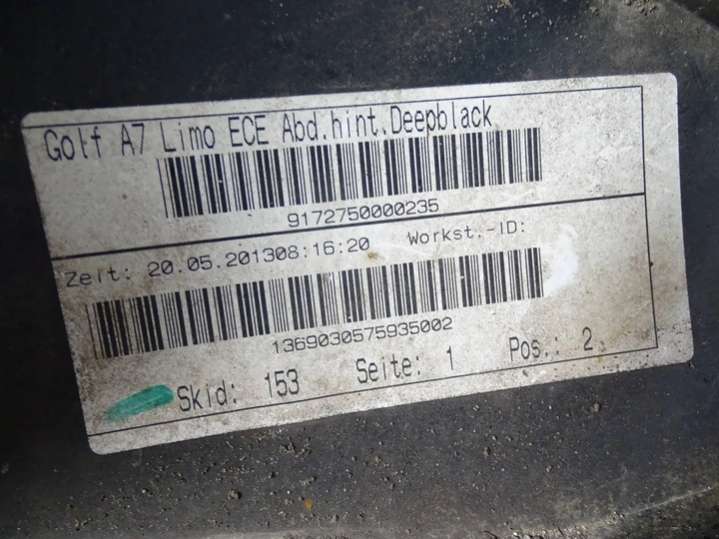 Golf A7 Limo ECE Abd.hint.Deepblack
9172750000235
Zeit: 20.05.201308:16:20 Workst.-ID:
1369030575935002
Skid: 153 Seite: 1 Pos.: 2